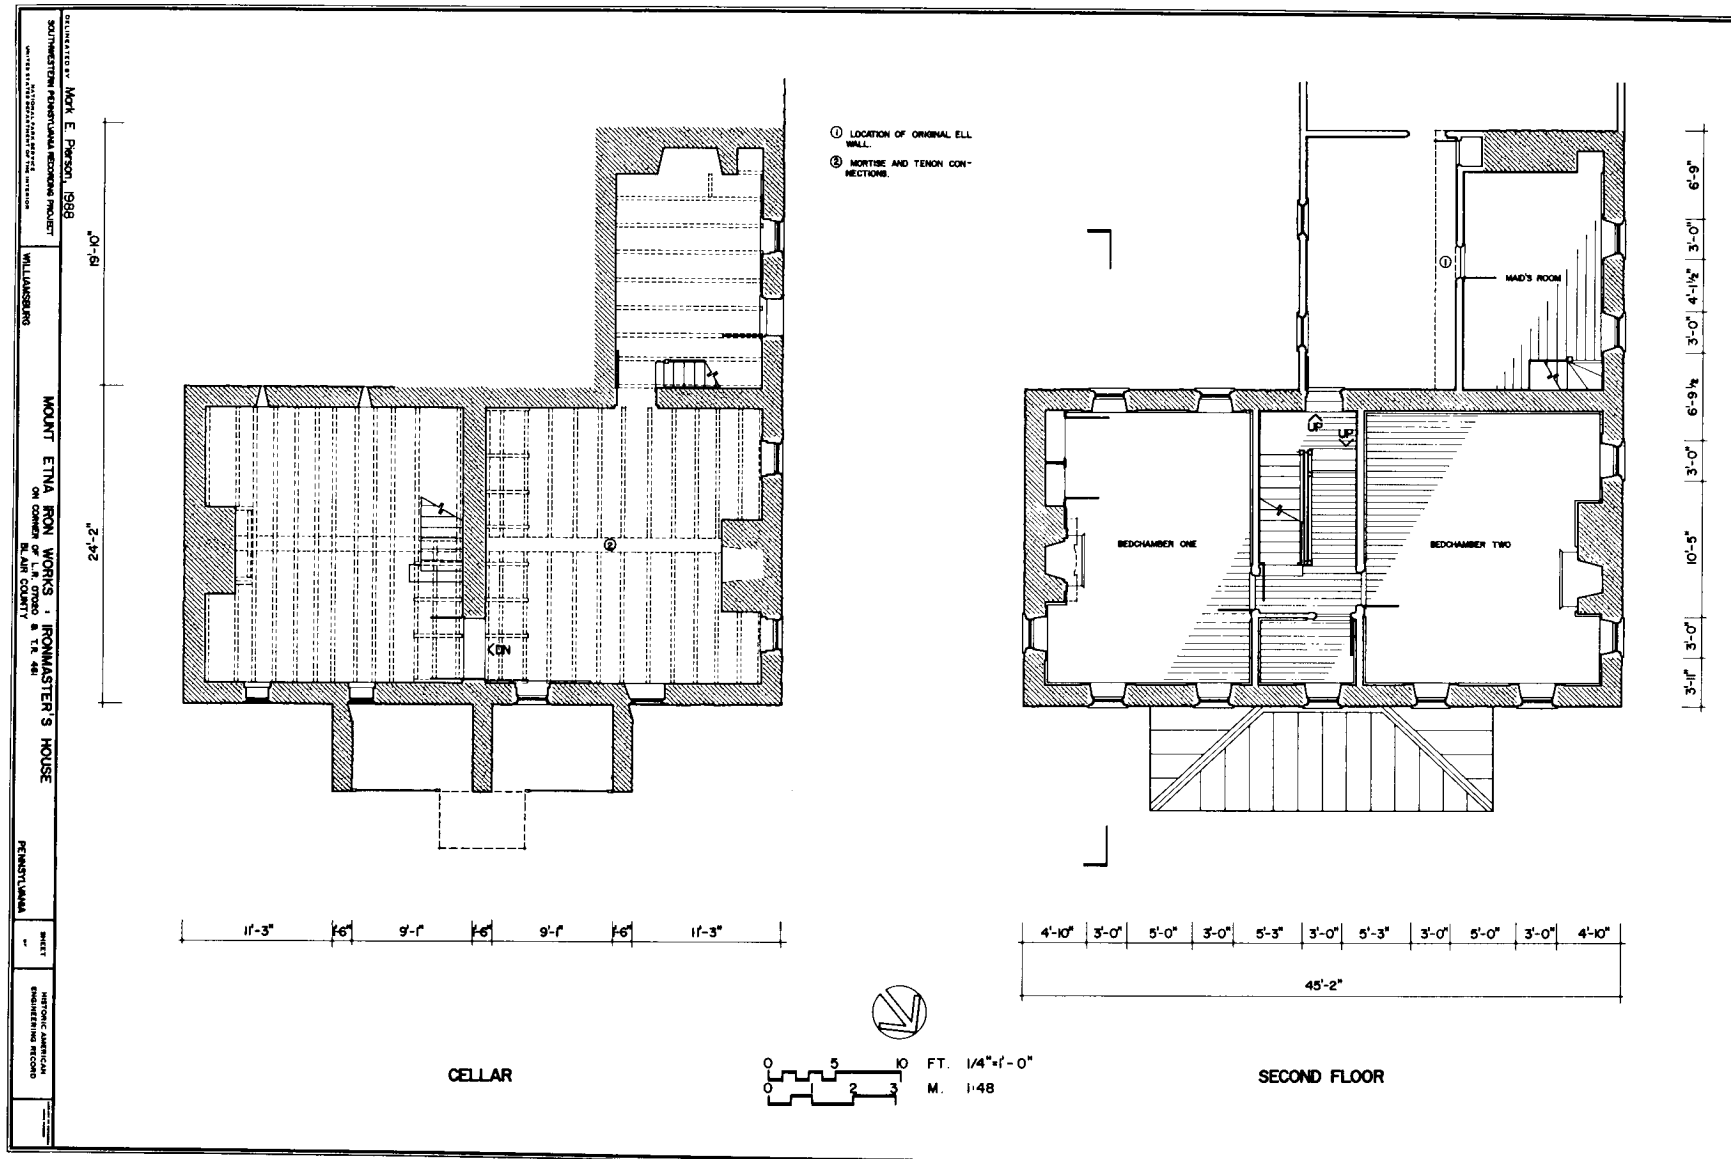 DELINEATED BY Mark E. Pierson, 1988
SOUTHWESTERN PENNSYLVANIA RECORDING PROJECT
NATIONAL PARK SERVICE
UNITED STATES DEPARTMENT OF THE INTERIOR
WILLIAMSBURG
MOUNT ETNA IRON WORKS : IRONMASTER'S HOUSE
ON CORNER OF L.R. 07020 & T.R. 461
BLAIR COUNTY
PENNSYLVANIA
SHEET
OF
HISTORIC AMERICAN
ENGINEERING RECORD
① LOCATION OF ORIGINAL ELL
WALL.
② MORTISE AND TENON CON-
NECTIONS.
19'-10"
24'-2"
②
<DN
11'-3" 1'-6" 9'-1" 1'-6" 9'-1" 1'-6" 11'-3"
CELLAR
①
MAID'S ROOM
UP
UP
BEDCHAMBER ONE
BEDCHAMBER TWO
6'-9"
3'-0"
4'-1½"
3'-0"
6'-9½"
3'-0"
10'-5"
3'-0"
3'-11"
4'-10" 3'-0" 5'-0" 3'-0" 5'-3" 3'-0" 5'-3" 3'-0" 5'-0" 3'-0" 4'-10"
45'-2"
SECOND FLOOR
0 5 10 FT. 1/4"=1'-0"
0 1 2 3 M. 1:48